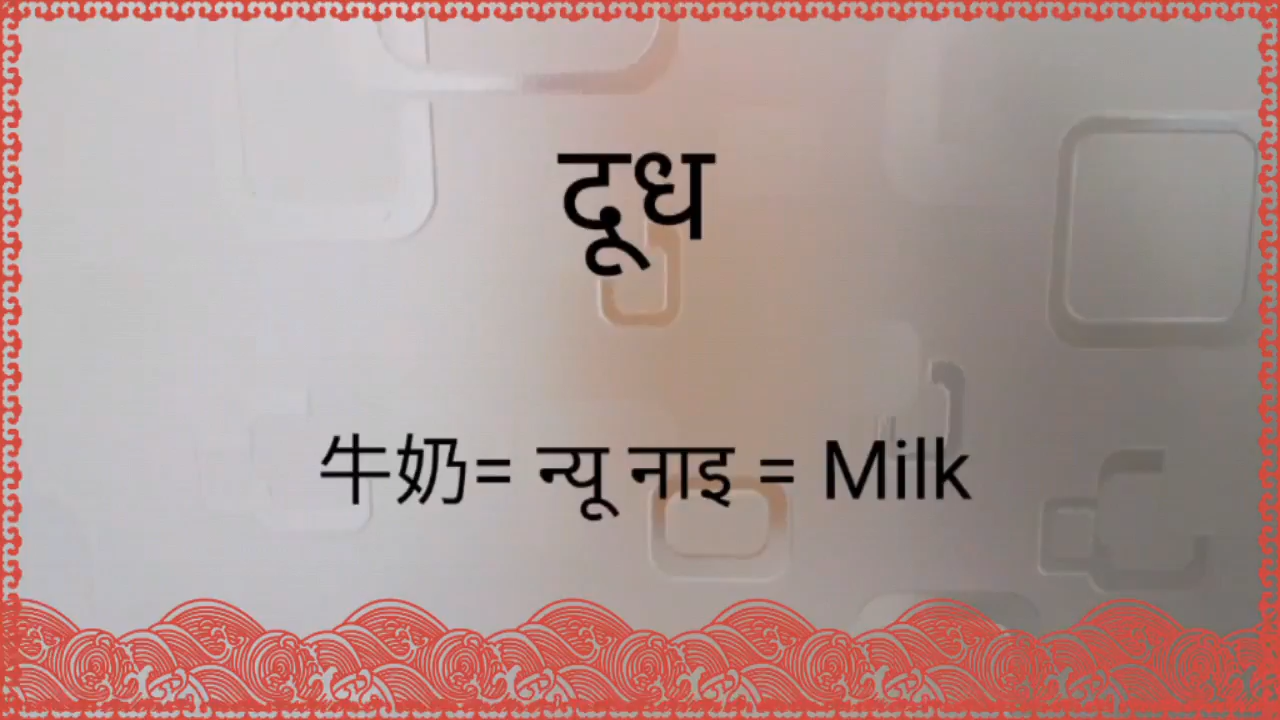 दूध
牛奶= न्यू नाइ = Milk